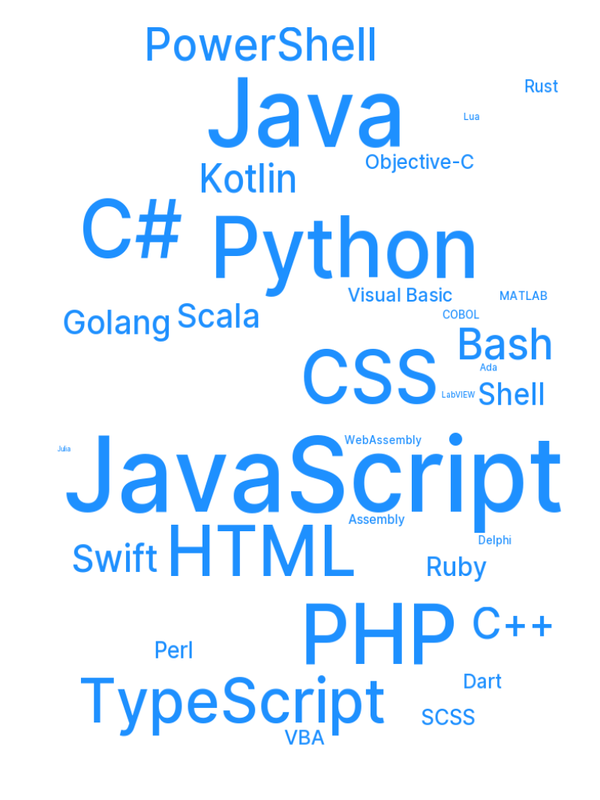 PowerShell
Java
Rust
Lua
Objective-C
Kotlin
C#
Python
Visual Basic
MATLAB
Golang
Scala
COBOL
Bash
CSS
Ada
LabVIEW
Shell
WebAssembly
Julia
JavaScript
Assembly
HTML
Delphi
Swift
Ruby
PHP
C++
Perl
Dart
TypeScript
SCSS
VBA